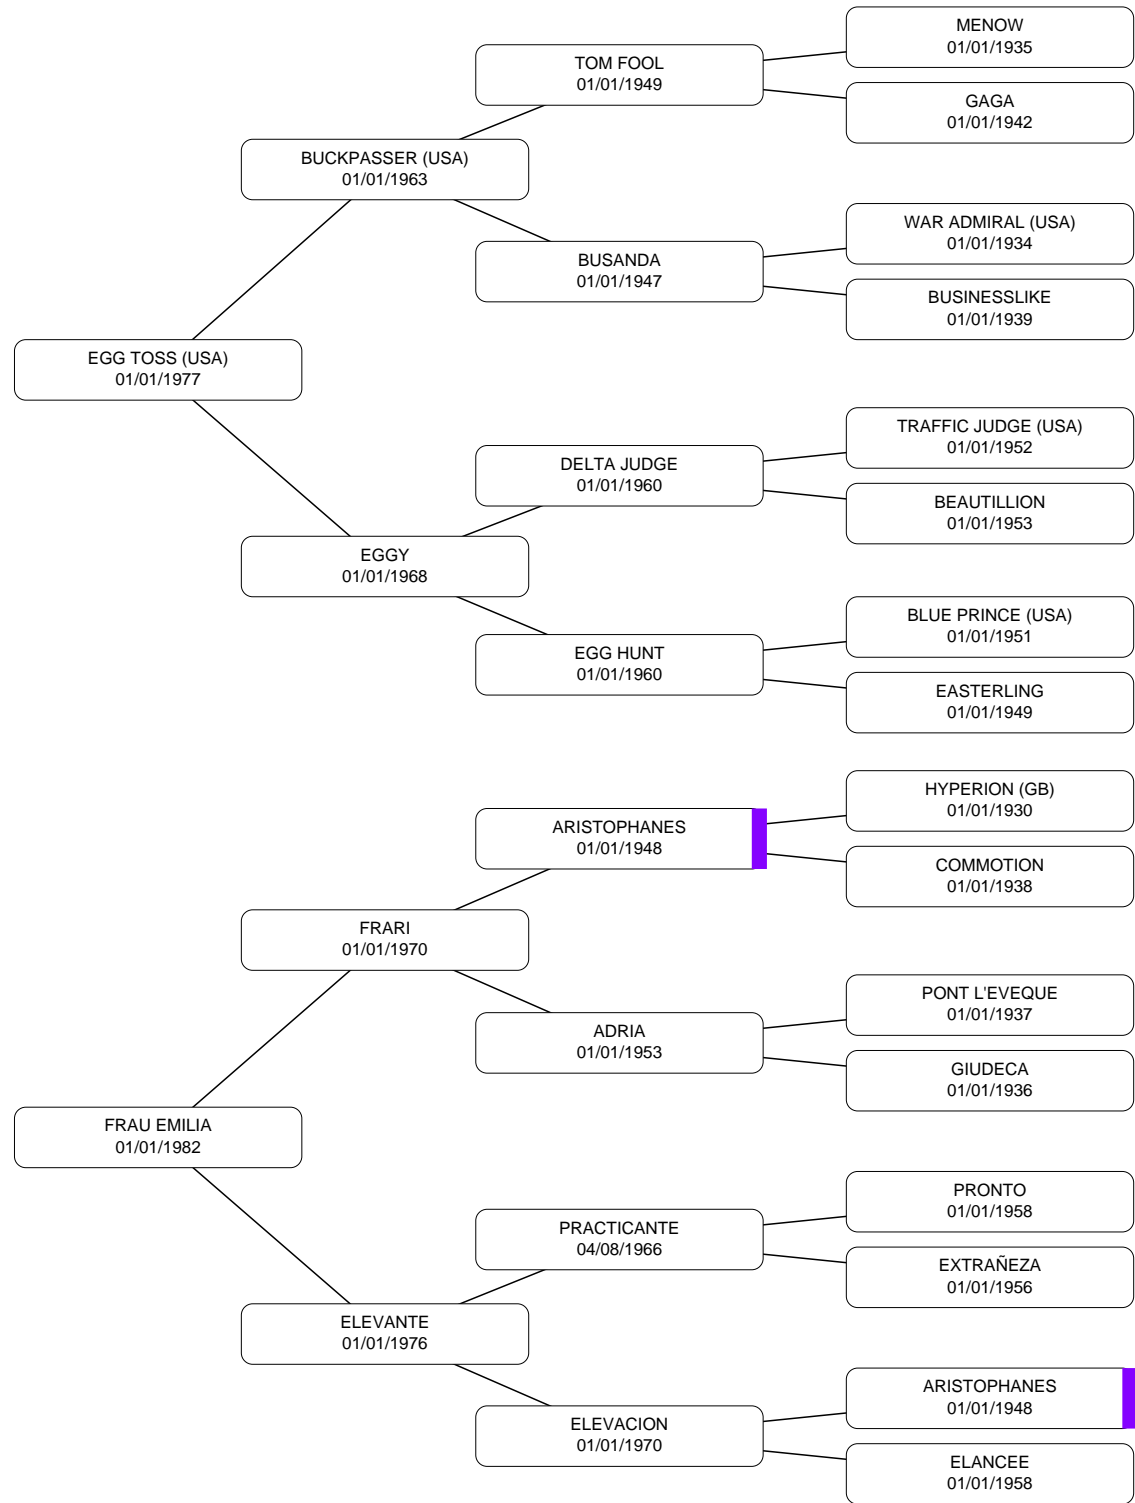 MENOW
01/01/1935
TOM FOOL
01/01/1949
GAGA
01/01/1942
BUCKPASSER (USA)
01/01/1963
WAR ADMIRAL (USA)
01/01/1934
BUSANDA
01/01/1947
BUSINESSLIKE
01/01/1939
EGG TOSS (USA)
01/01/1977
TRAFFIC JUDGE (USA)
01/01/1952
DELTA JUDGE
01/01/1960
BEAUTILLION
01/01/1953
EGGY
01/01/1968
BLUE PRINCE (USA)
01/01/1951
EGG HUNT
01/01/1960
EASTERLING
01/01/1949
HYPERION (GB)
01/01/1930
ARISTOPHANES
01/01/1948
COMMOTION
01/01/1938
FRARI
01/01/1970
PONT L'EVEQUE
01/01/1937
ADRIA
01/01/1953
GIUDECA
01/01/1936
FRAU EMILIA
01/01/1982
PRONTO
01/01/1958
PRACTICANTE
04/08/1966
EXTRAÑEZA
01/01/1956
ELEVANTE
01/01/1976
ARISTOPHANES
01/01/1948
ELEVACION
01/01/1970
ELANCEE
01/01/1958